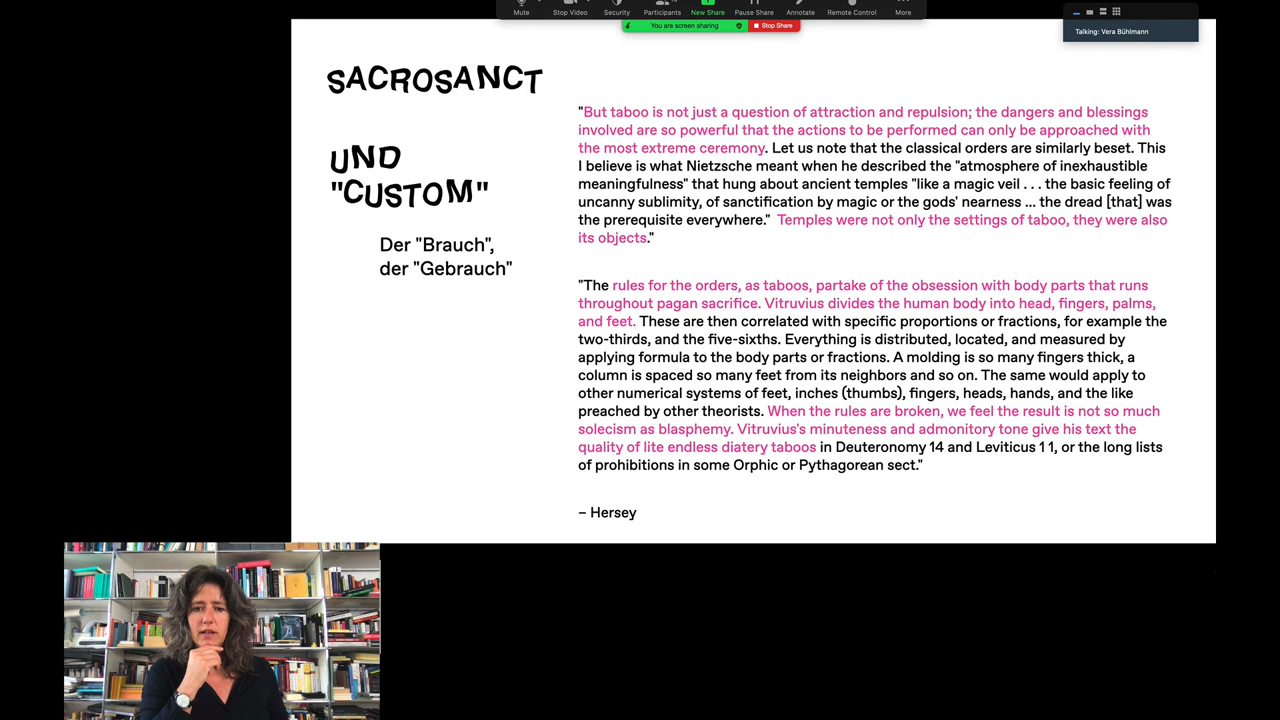 Mute
Stop Video
Security
Participants
New Share
Pause Share
Annotate
Remote Control
More
You are screen sharing
Stop Share
Talking: Vera Bühlmann
SACROSANCT
UND
"CUSTOM"
Der "Brauch",
der "Gebrauch"
"But taboo is not just a question of attraction and repulsion; the dangers and blessings
involved are so powerful that the actions to be performed can only be approached with
the most extreme ceremony. Let us note that the classical orders are similarly beset. This
I believe is what Nietzsche meant when he described the "atmosphere of inexhaustible
meaningfulness" that hung about ancient temples "like a magic veil . . . the basic feeling of
uncanny sublimity, of sanctification by magic or the gods' nearness ... the dread [that] was
the prerequisite everywhere." Temples were not only the settings of taboo, they were also
its objects."
"The rules for the orders, as taboos, partake of the obsession with body parts that runs
throughout pagan sacrifice. Vitruvius divides the human body into head, fingers, palms,
and feet. These are then correlated with specific proportions or fractions, for example the
two-thirds, and the five-sixths. Everything is distributed, located, and measured by
applying formula to the body parts or fractions. A molding is so many fingers thick, a
column is spaced so many feet from its neighbors and so on. The same would apply to
other numerical systems of feet, inches (thumbs), fingers, heads, hands, and the like
preached by other theorists. When the rules are broken, we feel the result is not so much
solecism as blasphemy. Vitruvius's minuteness and admonitory tone give his text the
quality of lite endless diatery taboos in Deuteronomy 14 and Leviticus 1 1, or the long lists
of prohibitions in some Orphic or Pythagorean sect."
– Hersey